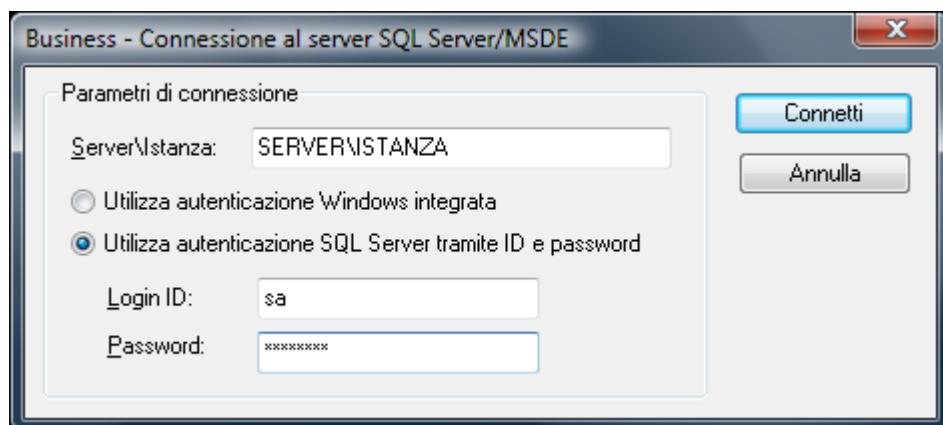 Business - Connessione al server SQL Server/MSDE
Parametri di connessione
Connetti
Server\Istanza: SERVER\ISTANZA
Annulla
Utilizza autenticazione Windows integrata
Utilizza autenticazione SQL Server tramite ID e password
Login ID: sa
Password: ********